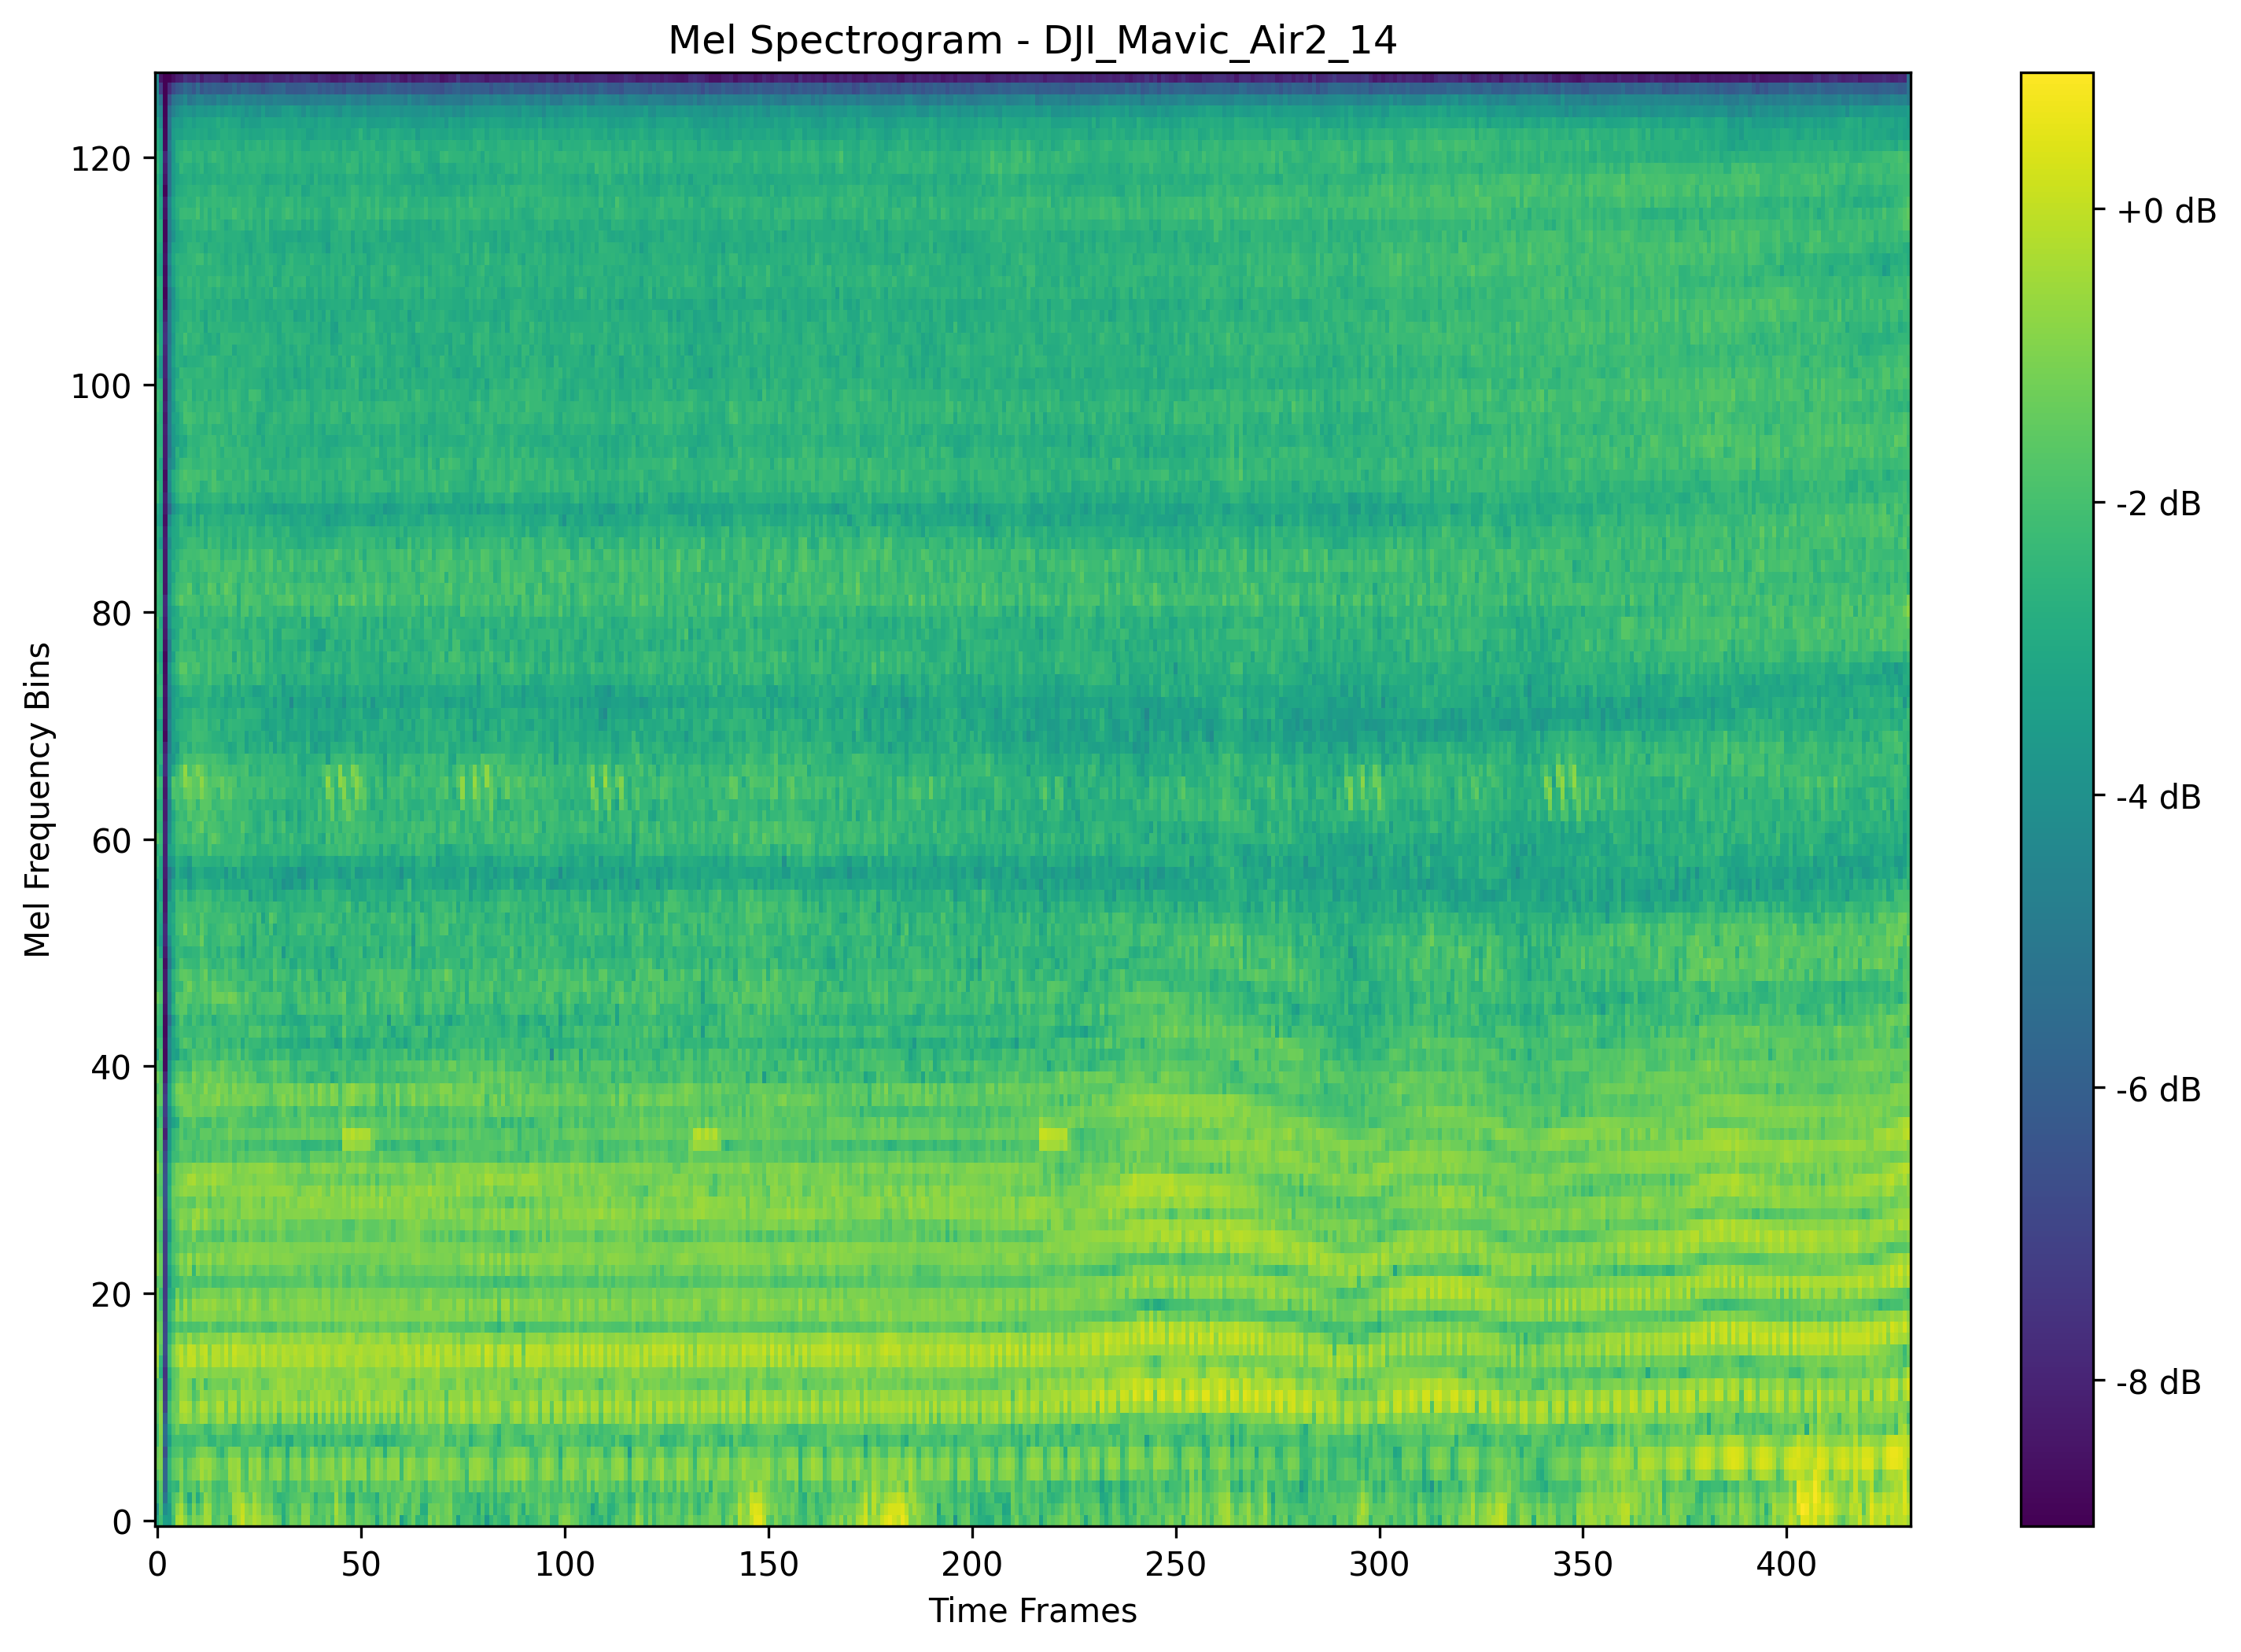 Mel Spectrogram - DJI_Mavic_Air2_14
120
100
80
60
40
20
0
Mel Frequency Bins
0 50 100 150 200 250 300 350 400
Time Frames
+0 dB
-2 dB
-4 dB
-6 dB
-8 dB